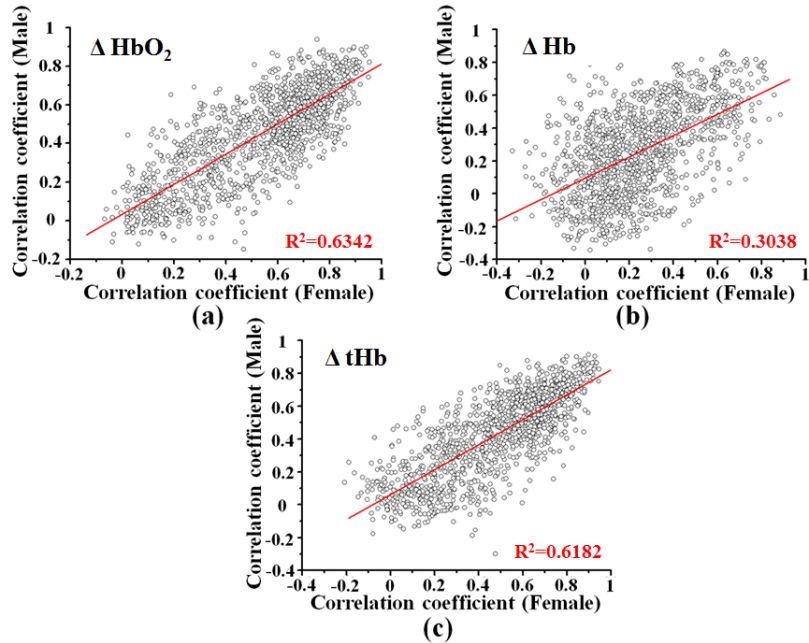 Δ HbO₂
Correlation coefficient (Male)
1
0.8
0.6
0.4
0.2
0
-0.2
-0.2 0 0.2 0.4 0.6 0.8 1
R²=0.6342
Correlation coefficient (Female)
(a)
Δ Hb
Correlation coefficient (Male)
1
0.8
0.6
0.4
0.2
0
-0.2
-0.4
-0.4 -0.2 0 0.2 0.4 0.6 0.8 1
R²=0.3038
Correlation coefficient (Female)
(b)
Δ tHb
Correlation coefficient (Male)
1
0.8
0.6
0.4
0.2
0
-0.2
-0.4
-0.4 -0.2 0 0.2 0.4 0.6 0.8 1
R²=0.6182
Correlation coefficient (Female)
(c)